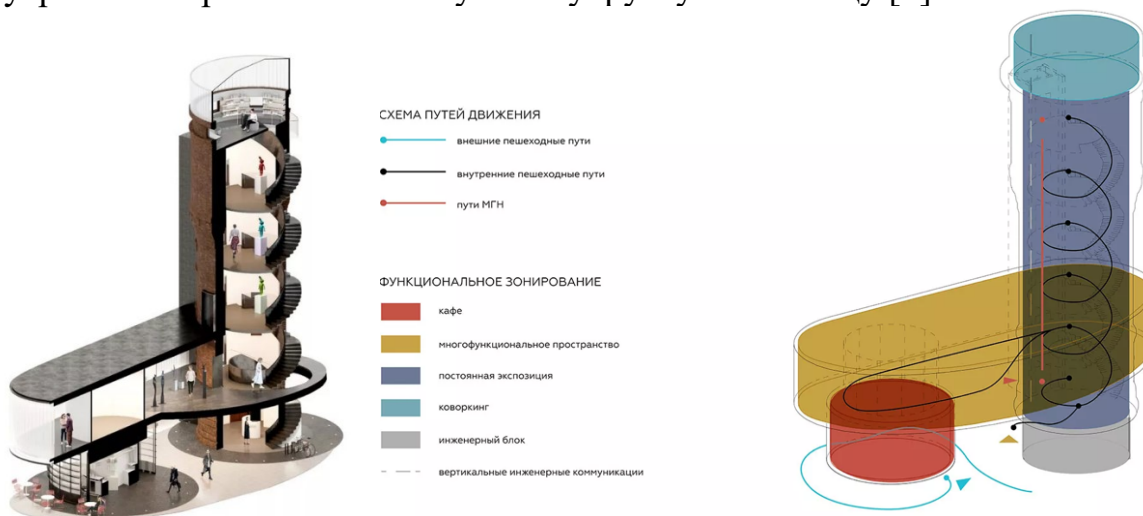 СХЕМА ПУТЕЙ ДВИЖЕНИЯ
внешние пешеходные пути
внутренние пешеходные пути
пути МГН
ФУНКЦИОНАЛЬНОЕ ЗОНИРОВАНИЕ
кафе
многофункциональное пространство
постоянная экспозиция
коворкинг
инженерный блок
вертикальные инженерные коммуникации